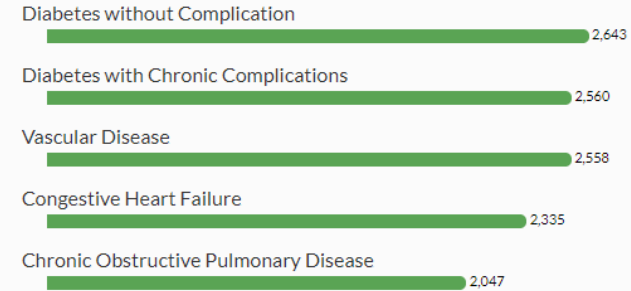 Diabetes without Complication
2,643
Diabetes with Chronic Complications
2,560
Vascular Disease
2,558
Congestive Heart Failure
2,335
Chronic Obstructive Pulmonary Disease
2,047